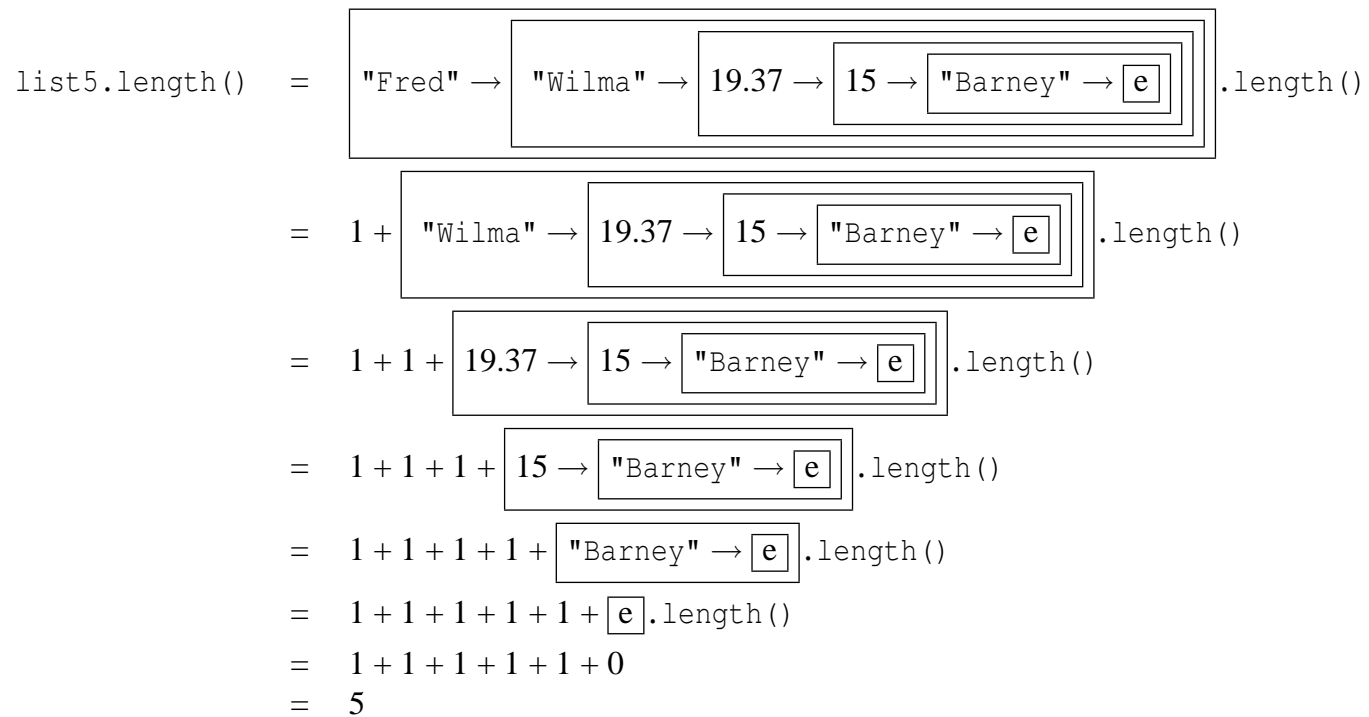 list5.length() = "Fred" → "Wilma" → 19.37 → 15 → "Barney" → e .length()
= 1 + "Wilma" → 19.37 → 15 → "Barney" → e .length()
= 1 + 1 + 19.37 → 15 → "Barney" → e .length()
= 1 + 1 + 1 + 15 → "Barney" → e .length()
= 1 + 1 + 1 + 1 + "Barney" → e .length()
= 1 + 1 + 1 + 1 + 1 + e .length()
= 1 + 1 + 1 + 1 + 1 + 0
= 5